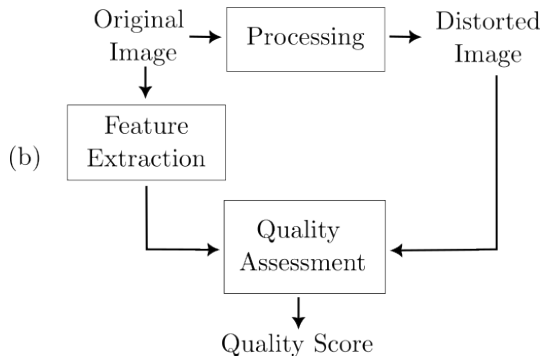 Original
Image
Processing
Distorted
Image
Feature
Extraction
(b)
Quality
Assessment
Quality Score